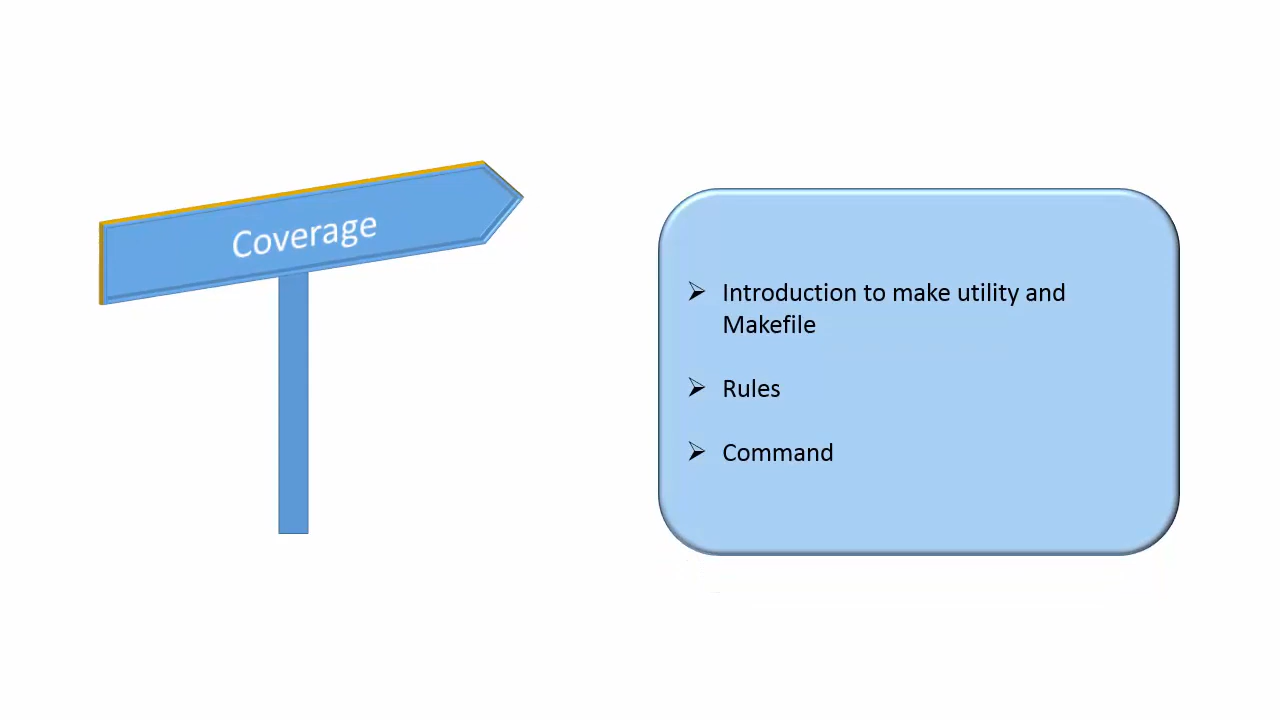 Coverage
➢ Introduction to make utility and
Makefile
➢ Rules
➢ Command